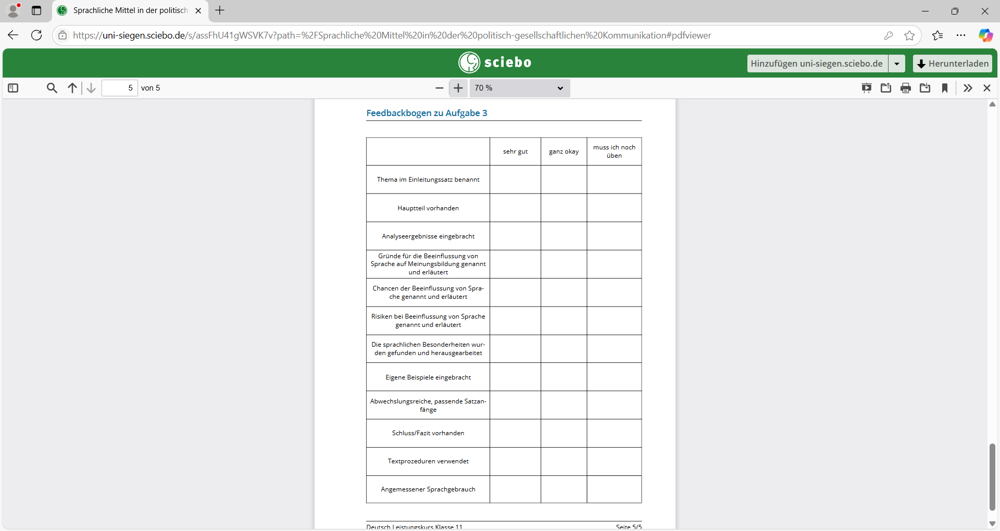 Sprachliche Mittel in der politisch
https://uni-siegen.sciebo.de/s/assFhU41gWSVK7v?path=%2FSprachliche%20Mittel%20in%20der%20politisch-gesellschaftlichen%20Kommunikation#pdfviewer
sciebo
Hinzufügen uni-siegen.sciebo.de
Herunterladen
5 von 5
70 %
Feedbackbogen zu Aufgabe 3
sehr gut
ganz okay
muss ich noch
üben
Thema im Einleitungssatz benannt
Hauptteil vorhanden
Analyseergebnisse eingebracht
Gründe für die Beeinflussung von
Sprache auf Meinungsbildung genannt
und erläutert
Chancen der Beeinflussung von Spra-
che genannt und erläutert
Risiken bei Beeinflussung von Sprache
genannt und erläutert
Die sprachlichen Besonderheiten wur-
den gefunden und herausgearbeitet
Eigene Beispiele eingebracht
Abwechslungsreiche, passende Satzan-
fänge
Schluss/Fazit vorhanden
Textprozeduren verwendet
Angemessener Sprachgebrauch
Deutsch Leistungskurs Klasse 11
Seite 5/5